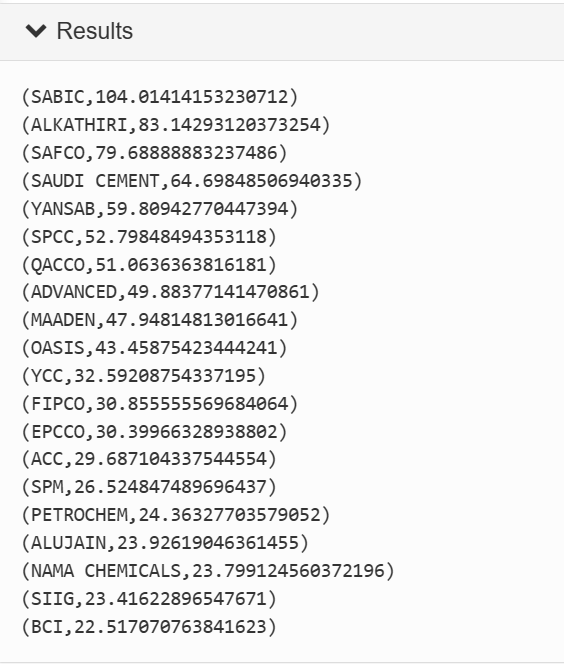 Results
(SABIC,104.01414153230712)
(ALKATHIRI,83.14293120373254)
(SAFCO,79.68888883237486)
(SAUDI CEMENT,64.69848506940335)
(YANSAB,59.80942770447394)
(SPCC,52.79848494353118)
(QACCO,51.0636363816181)
(ADVANCED,49.88377141470861)
(MAADEN,47.94814813016641)
(OASIS,43.45875423444241)
(YCC,32.59208754337195)
(FIPCO,30.855555569684064)
(EPCCO,30.39966328938802)
(ACC,29.687104337544554)
(SPM,26.524847489696437)
(PETROCHEM,24.36327703579052)
(ALUJAIN,23.92619046361455)
(NAMA CHEMICALS,23.799124560372196)
(SIIG,23.41622896547671)
(BCI,22.517070763841623)